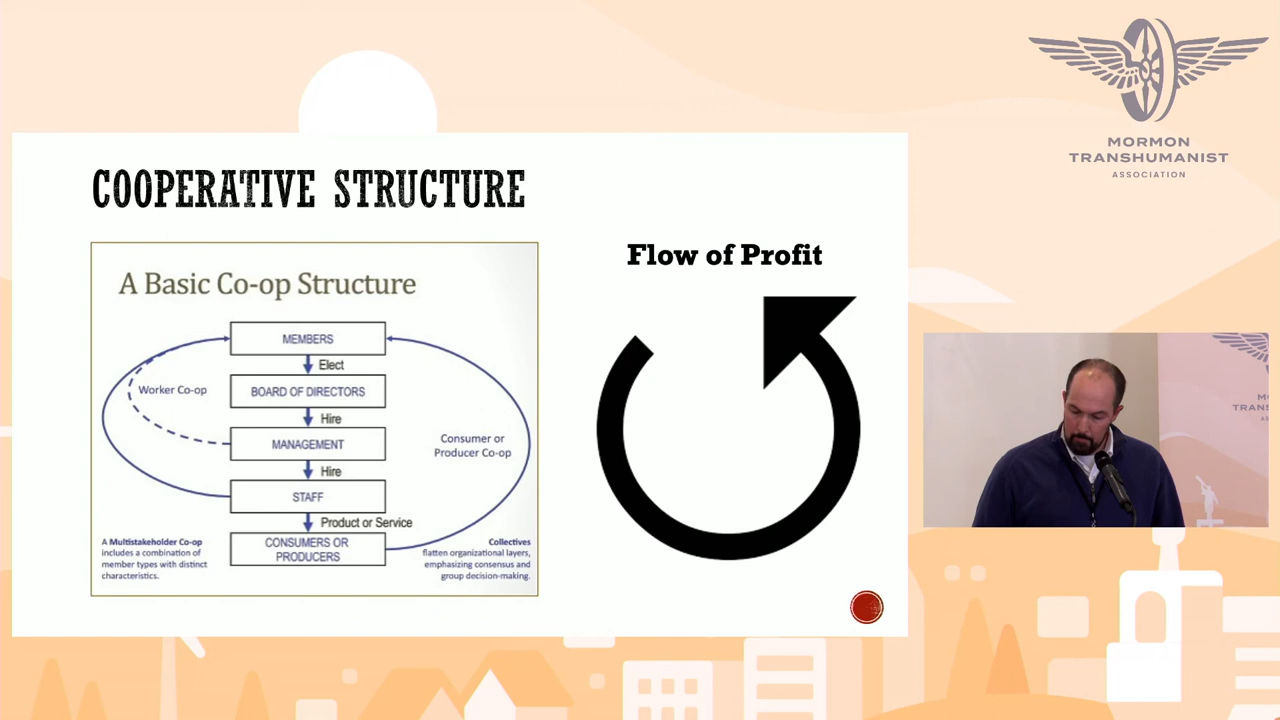 MORMON
TRANSHUMANIST
ASSOCIATION
COOPERATIVE STRUCTURE
A Basic Co-op Structure
MEMBERS
Elect
Worker Co-op
BOARD OF DIRECTORS
Hire
MANAGEMENT
Consumer or
Producer Co-op
Hire
STAFF
Product or Service
CONSUMERS OR
PRODUCERS
A Multistakeholder Co-op
includes a combination of
member types with distinct
characteristics.
Collectives
flatten organizational layers,
emphasizing consensus and
group decision-making.
Flow of Profit